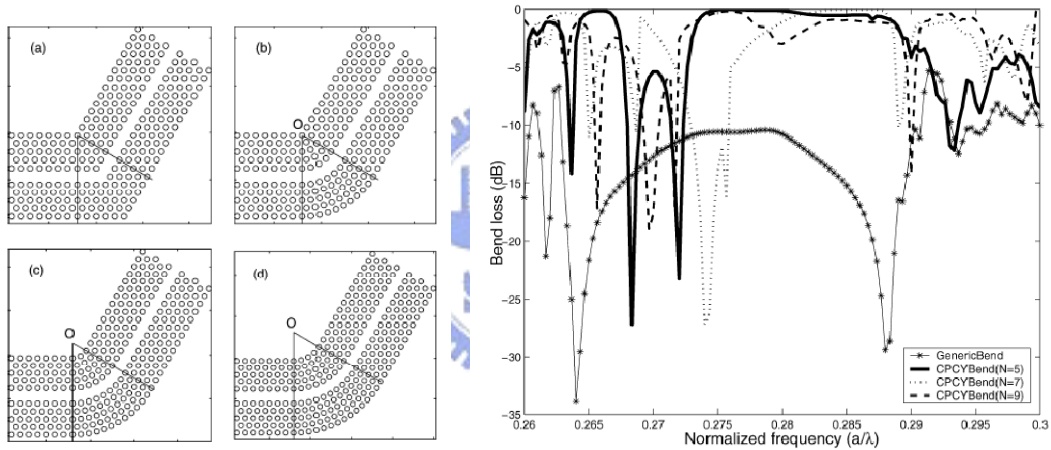 (a)
(b)
O
(c)
O
(d)
O
Bend loss (dB)
0
−5
−10
−15
−20
−25
−30
−35
0.26
0.265
0.27
0.275
0.28
0.285
0.29
0.295
0.3
Normalized frequency (a/λ)
GenericBend
CPCYBend(N=5)
CPCYBend(N=7)
CPCYBend(N=9)